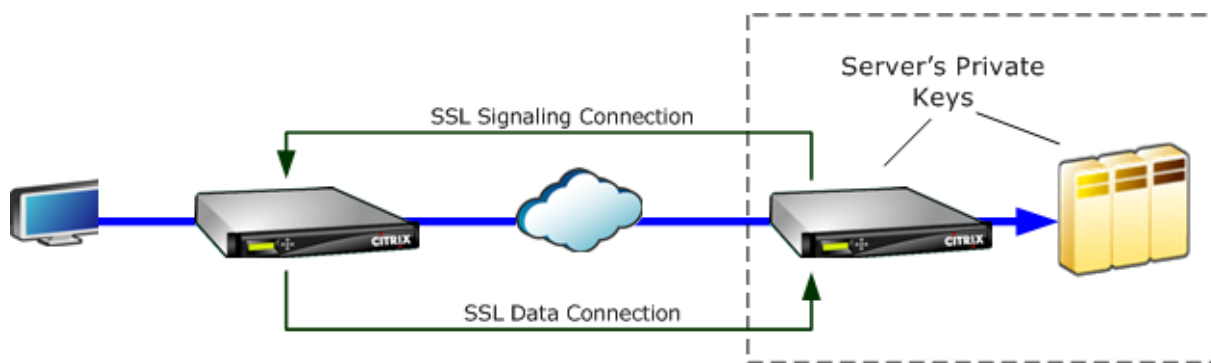 Server's Private
Keys
SSL Signaling Connection
CITRIX
CITRIX
SSL Data Connection